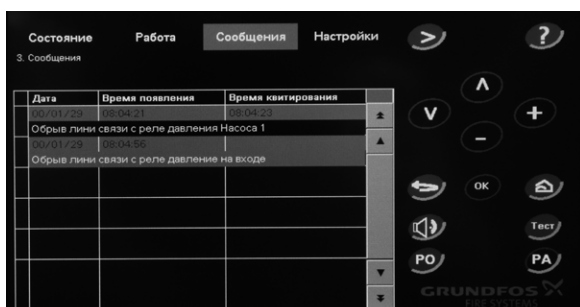 Состояние Работа Сообщения Настройки > ?
3. Сообщения
Дата Время появления Время квитирования
00/01/29 08:04:21 08:04:23
Обрыв лини связи с реле давления Насоса 1
00/01/29 08:04:56
Обрыв лини связи с реле давление на входе
OK
Тест
PO PA
GRUNDFOS
FIRE SYSTEMS